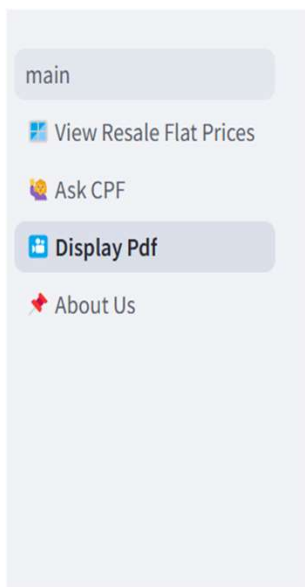 main
View Resale Flat Prices
Ask CPF
Display Pdf
About Us